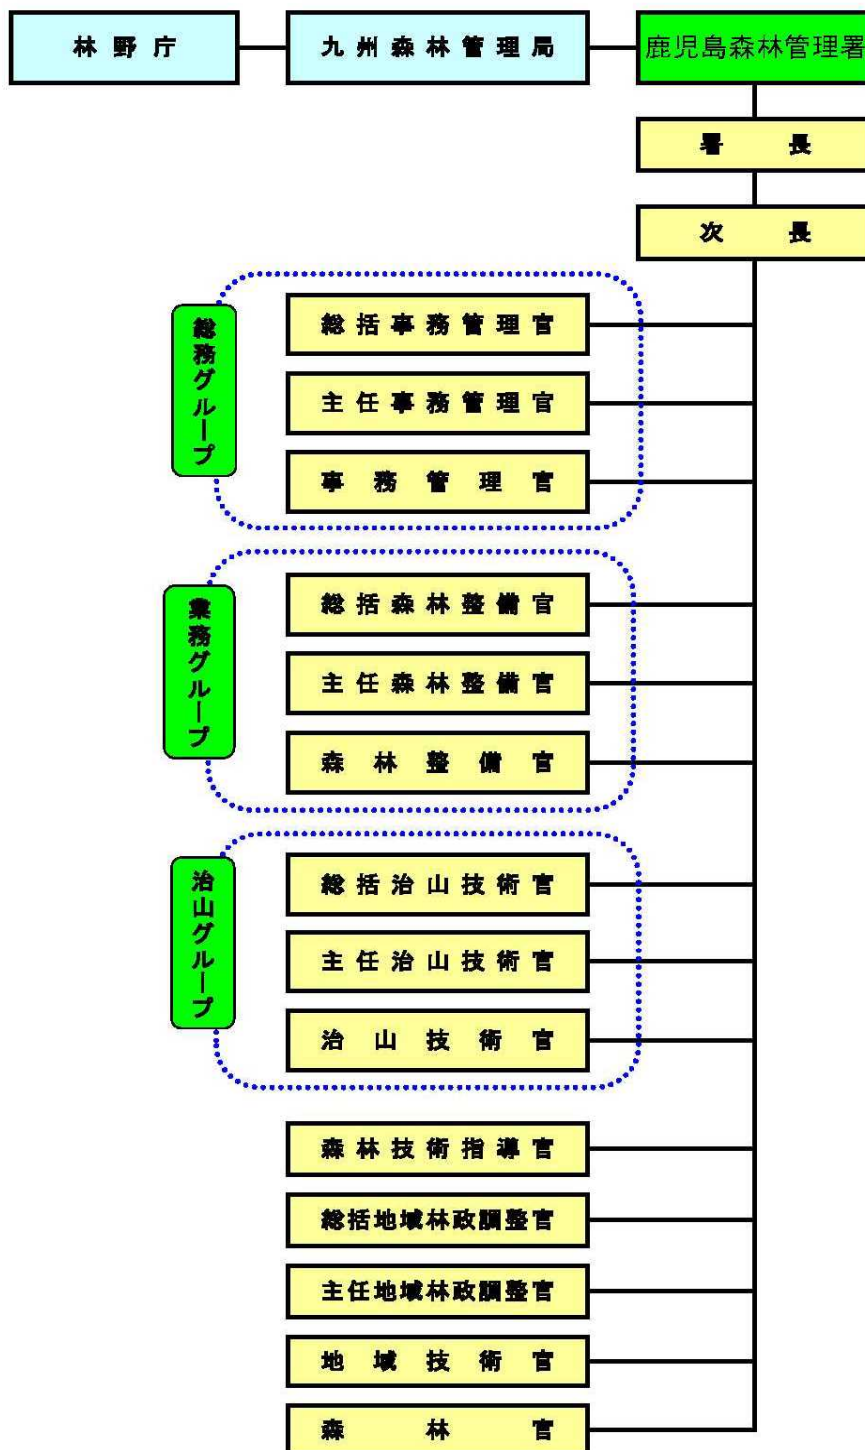 林野庁
九州森林管理局
鹿児島森林管理署
署長
次長
総務グループ
総括事務管理官
主任事務管理官
事務管理官
業務グループ
総括森林整備官
主任森林整備官
森林整備官
治山グループ
総括治山技術官
主任治山技術官
治山技術官
森林技術指導官
総括地域林政調整官
主任地域林政調整官
地域技術官
森林官